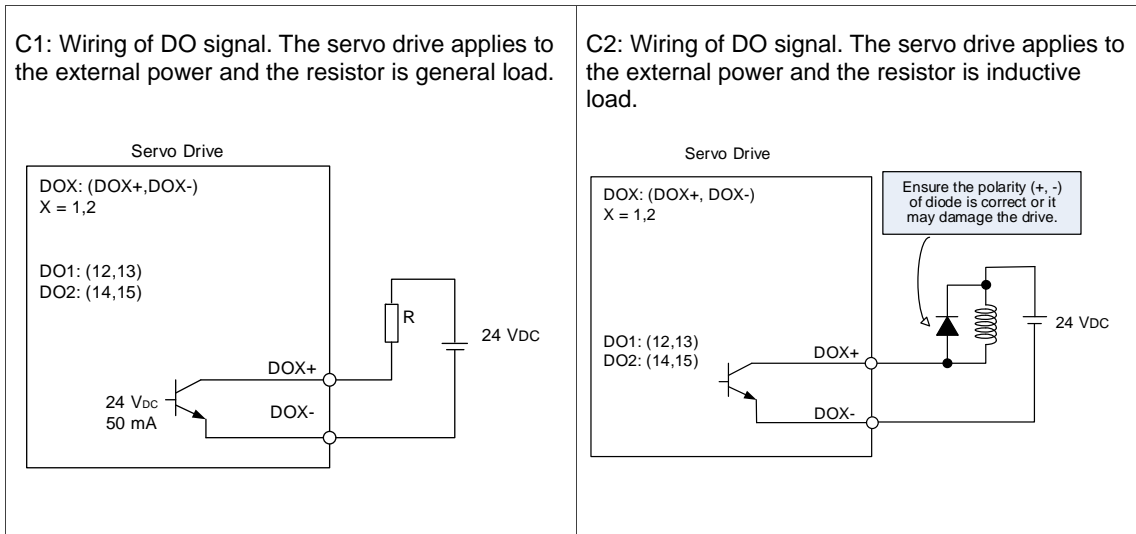 C1: Wiring of DO signal. The servo drive applies to
the external power and the resistor is general load.
Servo Drive
DOX: (DOX+,DOX-)
X = 1,2
DO1: (12,13)
DO2: (14,15)
R
24 VDC
DOX+
24 VDC
50 mA
DOX-
C2: Wiring of DO signal. The servo drive applies to
the external power and the resistor is inductive
load.
Servo Drive
DOX: (DOX+, DOX-)
X = 1,2
Ensure the polarity (+, -)
of diode is correct or it
may damage the drive.
24 VDC
DO1: (12,13)
DO2: (14,15)
DOX+
DOX-